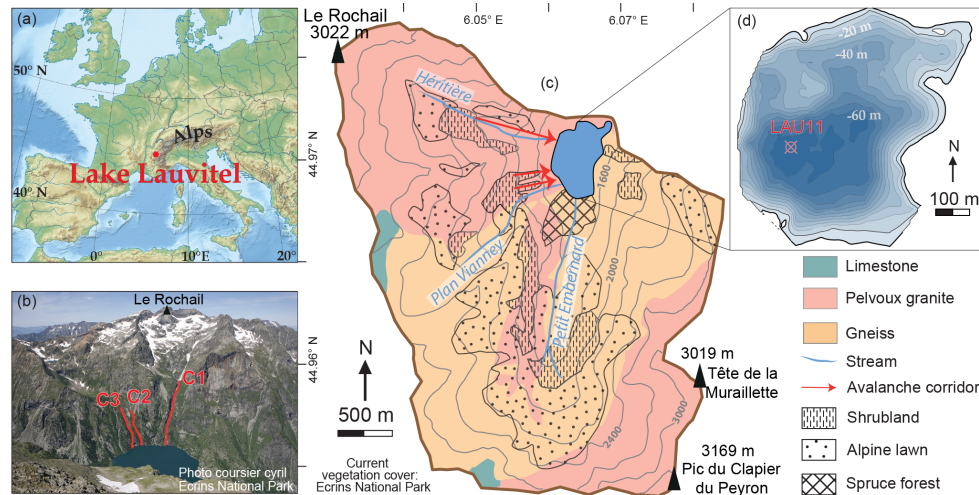 (a)
50° N
40° N
0°
10°E
20°
Alps
Lake Lauvitel
(b)
Le Rochail
C1
C2
C3
Photo coursier cyril
Ecrins National Park
Le Rochail
3022 m
6.05° E
6.07° E
(c)
44.97° N
44.96° N
Héritière
Plan Vianney
Petit Embernard
1600
2000
2400
3000
N
500 m
Current
vegetation cover:
Ecrins National Park
3019 m
Tête de la
Muraillette
3169 m
Pic du Clapier
du Peyron
(d)
-20 m
-40 m
-60 m
LAU11
N
100 m
Limestone
Pelvoux granite
Gneiss
Stream
Avalanche corridor
Shrubland
Alpine lawn
Spruce forest